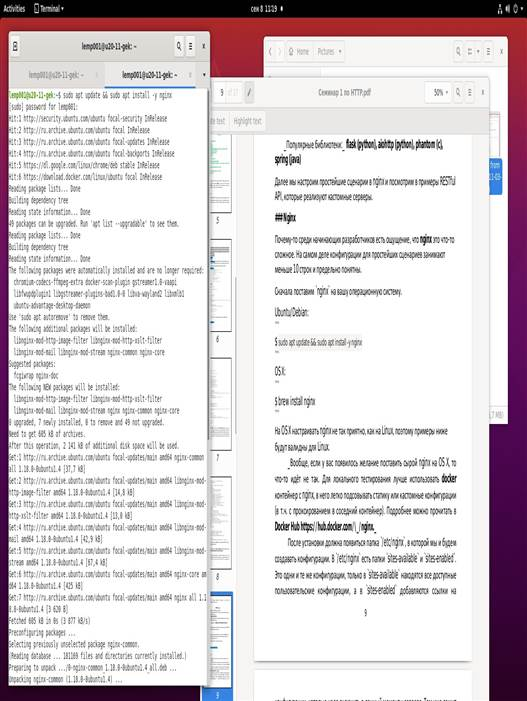 Activities
Terminal
сен 8 11:19
lemp001@u20-11-gek: ~
lemp001@u20-11-gek: ~
lemp001@u20-11-gek: ~
lemp001@u20-11-gek:~$ sudo apt update && sudo apt install -y nginx
[sudo] password for lemp001:
Hit:1 http://security.ubuntu.com/ubuntu focal-security InRelease
Hit:2 http://ru.archive.ubuntu.com/ubuntu focal InRelease
Hit:3 http://ru.archive.ubuntu.com/ubuntu focal-updates InRelease
Hit:4 http://ru.archive.ubuntu.com/ubuntu focal-backports InRelease
Hit:5 https://dl.google.com/linux/chrome/deb stable InRelease
Hit:6 https://download.docker.com/linux/ubuntu focal InRelease
Reading package lists... Done
Building dependency tree
Reading state information... Done
49 packages can be upgraded. Run 'apt list --upgradable' to see them.
Reading package lists... Done
Building dependency tree
Reading state information... Done
The following packages were automatically installed and are no longer required:
chromium-codecs-ffmpeg-extra docker-scan-plugin gstreamer1.0-vaapi
libfwupdplugin1 libgstreamer-plugins-bad1.0-0 libva-wayland2 libxmlb1
ubuntu-advantage-desktop-daemon
Use 'sudo apt autoremove' to remove them.
The following additional packages will be installed:
libnginx-mod-http-image-filter libnginx-mod-http-xslt-filter
libnginx-mod-mail libnginx-mod-stream nginx-common nginx-core
Suggested packages:
fcgiwrap nginx-doc
The following NEW packages will be installed:
libnginx-mod-http-image-filter libnginx-mod-http-xslt-filter
libnginx-mod-mail libnginx-mod-stream nginx nginx-common nginx-core
0 upgraded, 7 newly installed, 0 to remove and 49 not upgraded.
Need to get 605 kB of archives.
After this operation, 2 141 kB of additional disk space will be used.
Get:1 http://ru.archive.ubuntu.com/ubuntu focal-updates/main amd64 nginx-common
all 1.18.0-0ubuntu1.4 [37,7 kB]
Get:2 http://ru.archive.ubuntu.com/ubuntu focal-updates/main amd64 libnginx-mod-
http-image-filter amd64 1.18.0-0ubuntu1.4 [14,8 kB]
Get:3 http://ru.archive.ubuntu.com/ubuntu focal-updates/main amd64 libnginx-mod-
http-xslt-filter amd64 1.18.0-0ubuntu1.4 [13,0 kB]
Get:4 http://ru.archive.ubuntu.com/ubuntu focal-updates/main amd64 libnginx-mod-
mail amd64 1.18.0-0ubuntu1.4 [42,9 kB]
Get:5 http://ru.archive.ubuntu.com/ubuntu focal-updates/main amd64 libnginx-mod-
stream amd64 1.18.0-0ubuntu1.4 [67,4 kB]
Get:6 http://ru.archive.ubuntu.com/ubuntu focal-updates/main amd64 nginx-core am
d64 1.18.0-0ubuntu1.4 [425 kB]
Get:7 http://ru.archive.ubuntu.com/ubuntu focal-updates/main amd64 nginx all 1.1
8.0-0ubuntu1.4 [3 620 B]
Fetched 605 kB in 0s (3 877 kB/s)
Preconfiguring packages ...
Selecting previously unselected package nginx-common.
(Reading database ... 181169 files and directories currently installed.)
Preparing to unpack .../0-nginx-common_1.18.0-0ubuntu1.4_all.deb ...
Unpacking nginx-common (1.18.0-0ubuntu1.4) ...
Home
Pictures
9
Семинар 1 по HTTP.pdf
50%
Highlight text
5
6
7
8
9
_Популярные библиотеки:_ flask (python), aiohttp (python), phantom (c),
spring (java)
Далее мы настроим простейшие сценарии в nginx и посмотрим в примеры RESTful
API, которые реализуют кастомные серверы.
### Nginx
Почему-то среди начинающих разработчиков есть ощущение, что nginx это что-то
сложное. На самом деле конфигурации для простейших сценариев занимают
меньше 10 строк и предельно понятны.
Сначала поставим `nginx` на вашу операционную систему.
Ubuntu/Debian:
```
$ sudo apt update && sudo apt install -y nginx
```
OS X:
```
$ brew install nginx
```
На OS X настраивать nginx не так приятно, как на Linux, поэтому примеры ниже
будут валидны для Linux.
_Вообще, если у вас появилось желание поставить сырой nginx на OS X, то
что-то идёт не так. Для локального тестирования лучше использовать docker
контейнер с nginx, в него легко подсовывать статику или кастомные конфигурации
(в т.ч. с проксированием в соседний контейнер). Подробнее можно прочитать в
Docker Hub https://hub.docker.com/\_/nginx_
После установки должна появиться папка `/etc/nginx`, в которой мы и будем
создавать конфигурации. В `/etc/nginx` есть папки `sites-available` и `sites-enabled`.
Это одни и те же конфигурации, только в `sites-available` находятся все доступные
пользовательские конфигурации, а в `sites-enabled` добавляются ссылки на
9